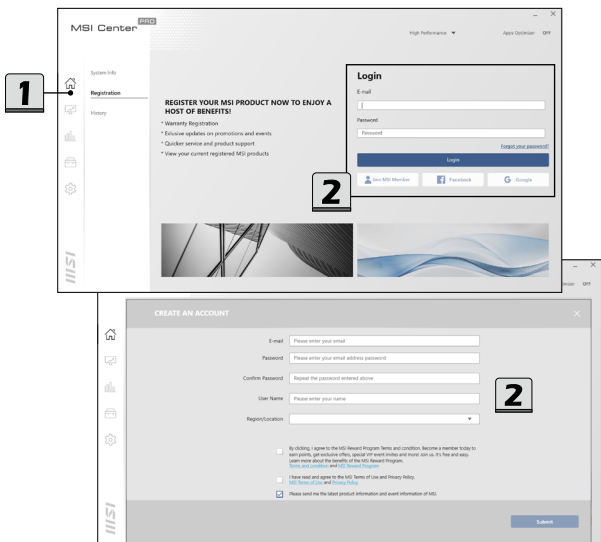 MSI Center PRO
High Performance
Apps Optimizer OFF
1
System Info
Registration
History
REGISTER YOUR MSI PRODUCT NOW TO ENJOY A
HOST OF BENEFITS!
* Warranty Registration
* Exlusive updates on promotions and events
* Quicker service and product support
* View your current registered MSI products
Login
E-mail
Password
Password
Forgot your password?
Login
Join MSI Member
Facebook
Google
2
msi
mizer OFF
CREATE AN ACCOUNT
E-mail Please enter your email
Password Please enter your email address password
Confirm Password Repeat the password entered above
User Name Please enter your name
Region/Location
2
By clicking, I agree to the MSI Reward Program Terms and condition. Become a member today to
earn points, get exclusive offers, special VIP event invites and more! Join us. It's free and easy.
Learn more about the benefits of the MSI Reward Program.
Terms and condition and MSI Reward Program
I have read and agree to the MSI Terms of Use and Privacy Policy.
MSI Terms of Use and Privacy Policy
Please send me the latest product information and event information of MSI.
msi
Submit